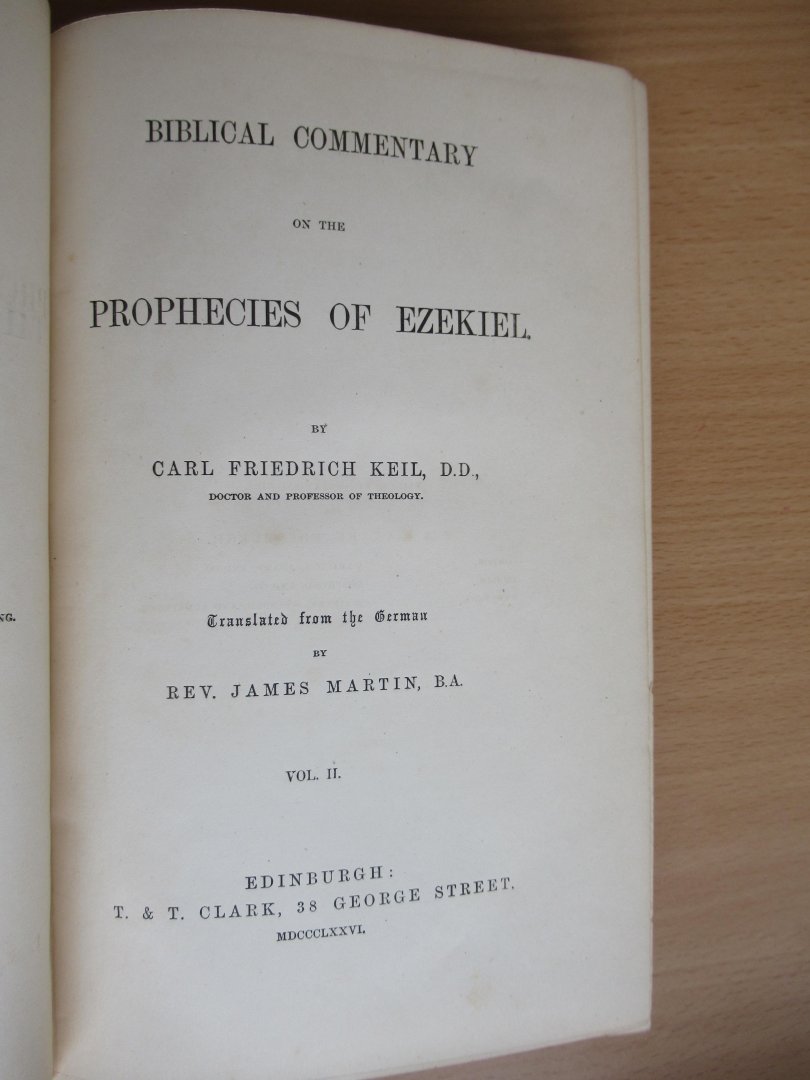 BIBLICAL COMMENTARY
ON THE
PROPHECIES OF EZEKIEL.
BY
CARL FRIEDRICH KEIL, D.D.,
DOCTOR AND PROFESSOR OF THEOLOGY.
Translated from the German
BY
REV. JAMES MARTIN, B.A.
VOL. II.
EDINBURGH:
T. & T. CLARK, 38 GEORGE STREET.
MDCCCLXXVI.